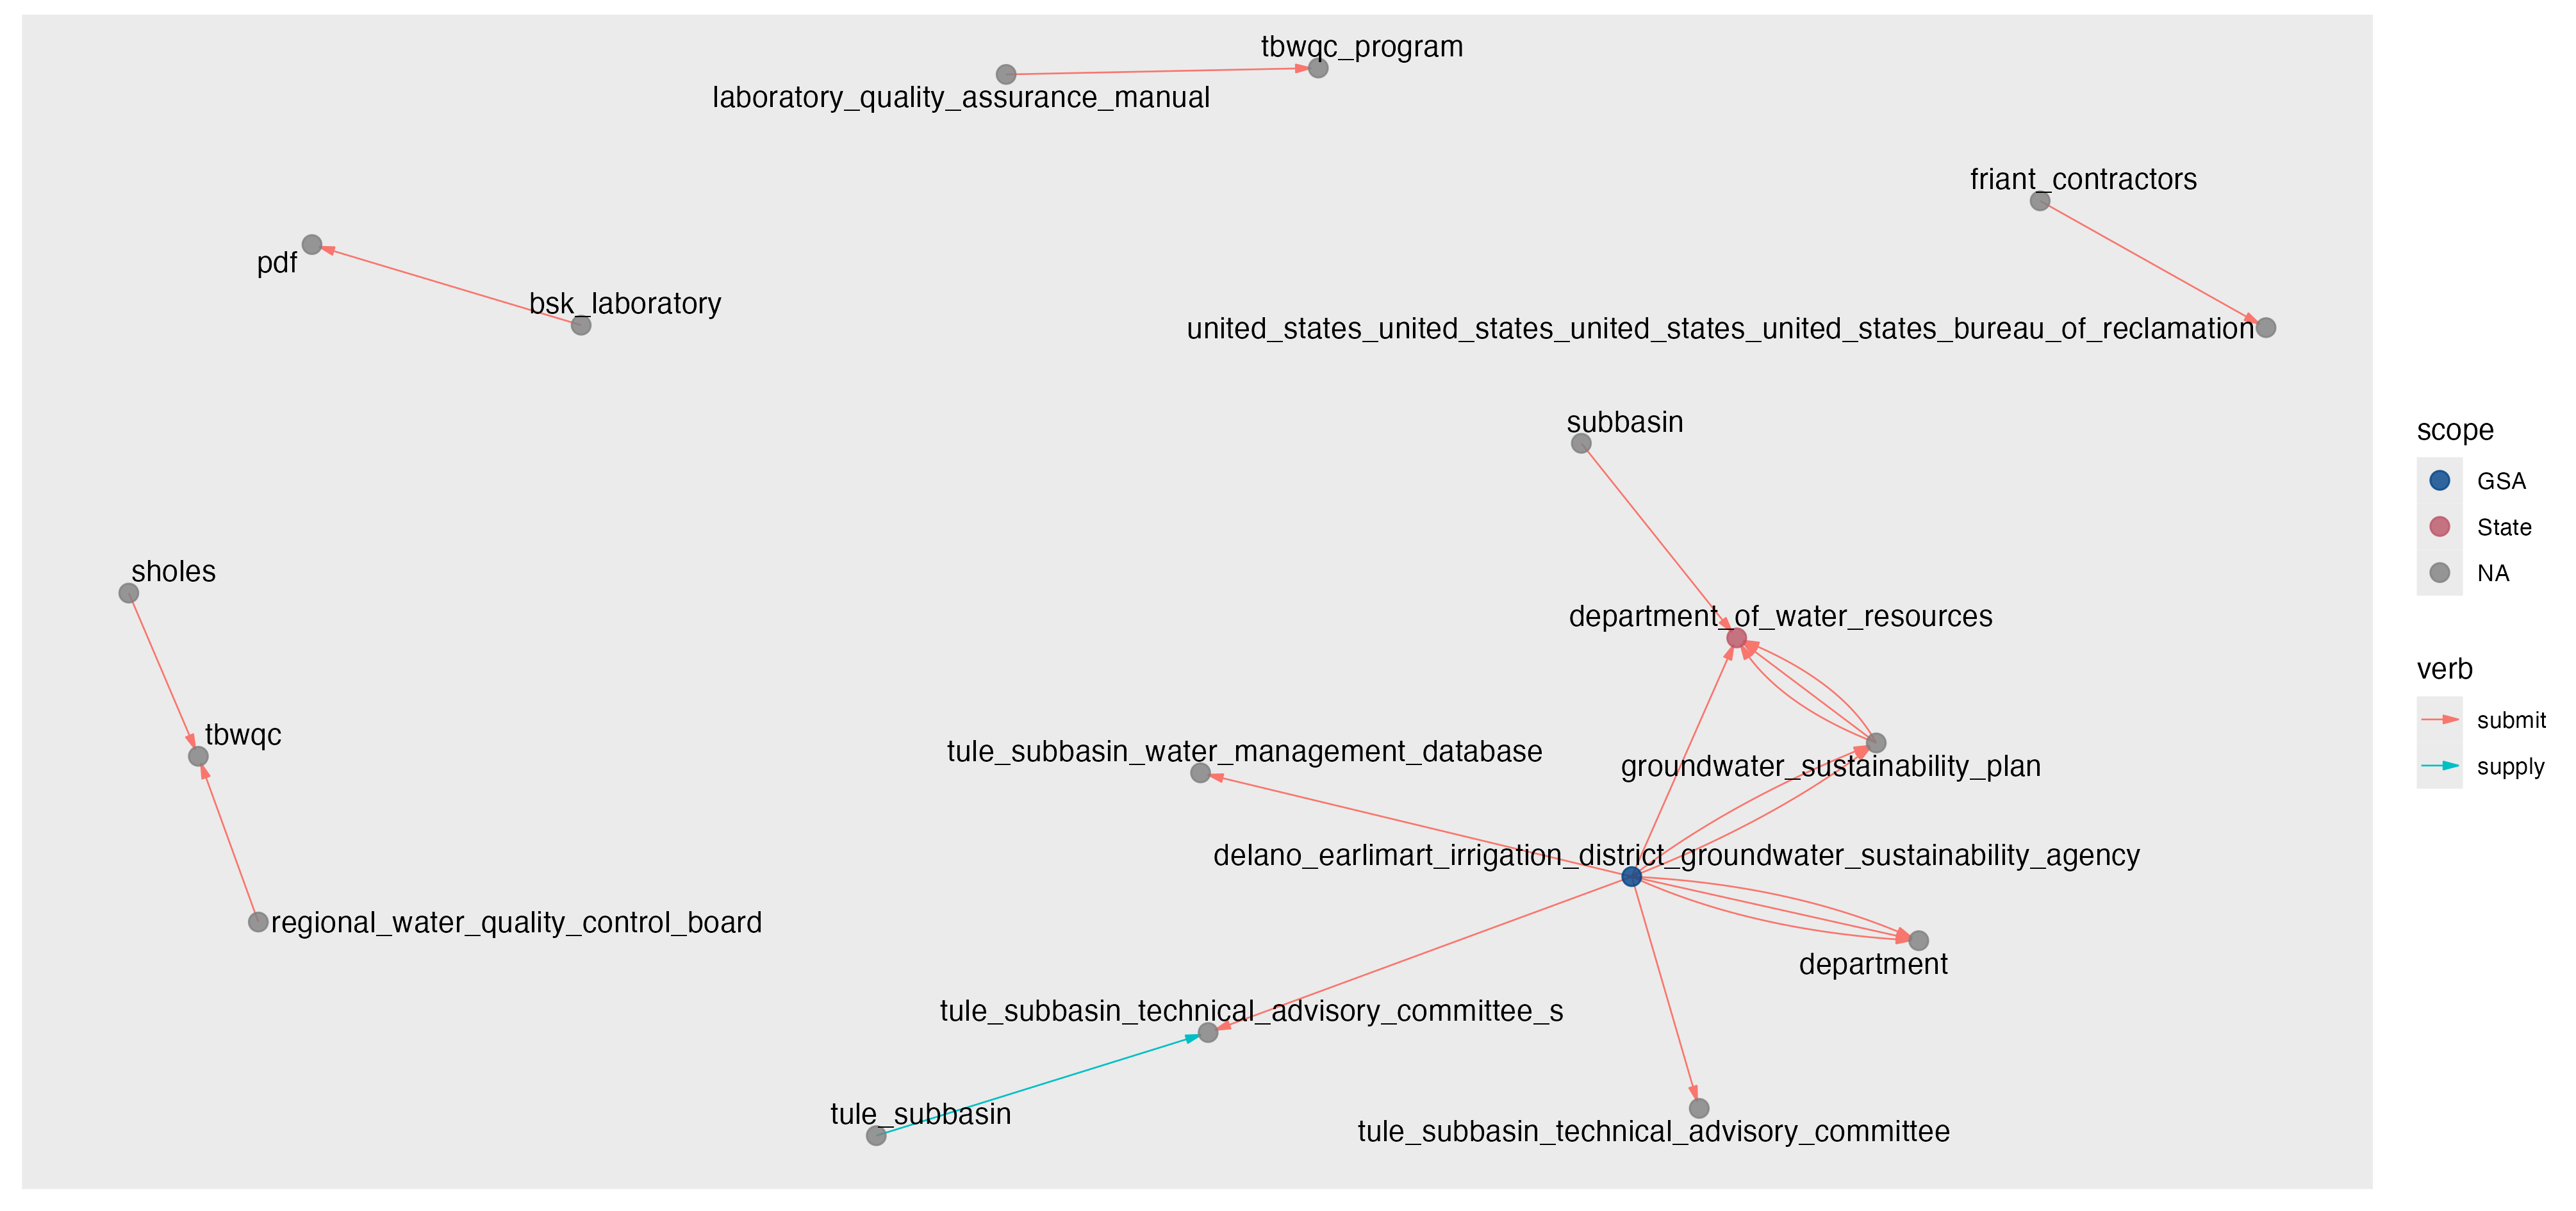 tbwqc_program
laboratory_quality_assurance_manual
friant_contractors
pdf
bsk_laboratory
united_states_united_states_united_states_united_states_bureau_of_reclamation
subbasin
scope
GSA
State
NA
sholes
department_of_water_resources
verb
submit
supply
tbwqc
tule_subbasin_water_management_database
groundwater_sustainability_plan
delano_earlimart_irrigation_district_groundwater_sustainability_agency
regional_water_quality_control_board
department
tule_subbasin_technical_advisory_committee_s
tule_subbasin
tule_subbasin_technical_advisory_committee